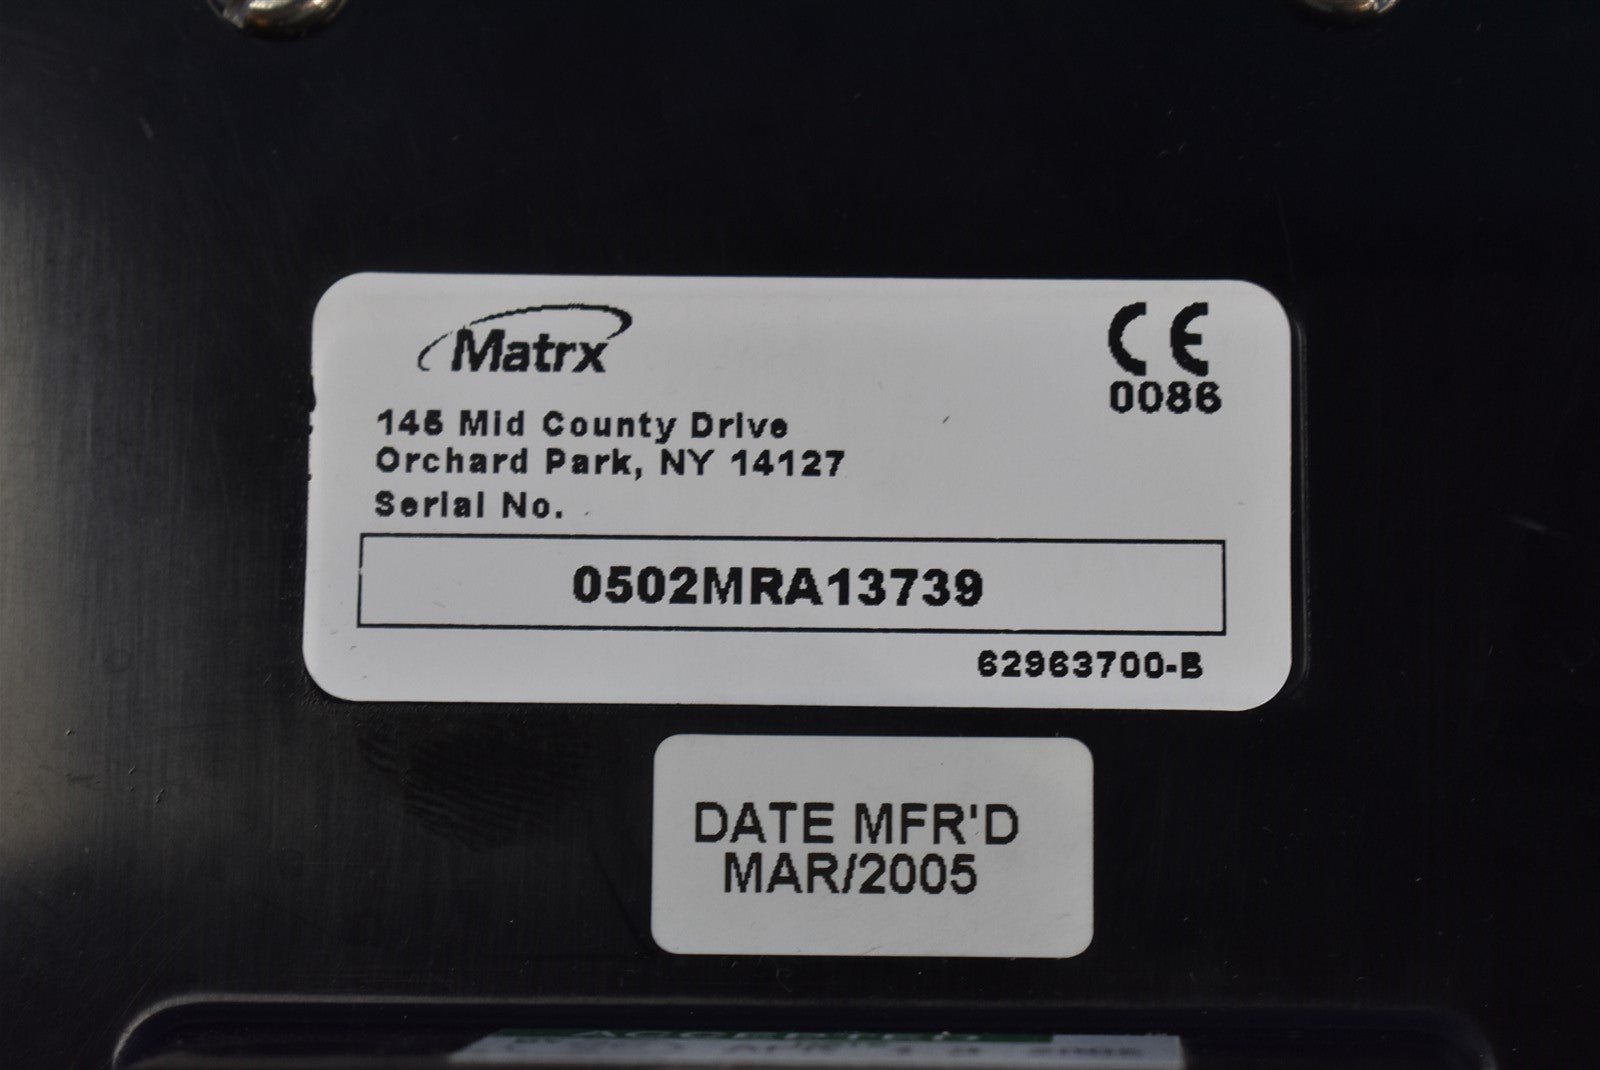 Matrx
CE
0086
145 Mid County Drive
Orchard Park, NY 14127
Serial No.
0502MRA13739
62963700-B
DATE MFR'D
MAR/2005
ACCEPTED